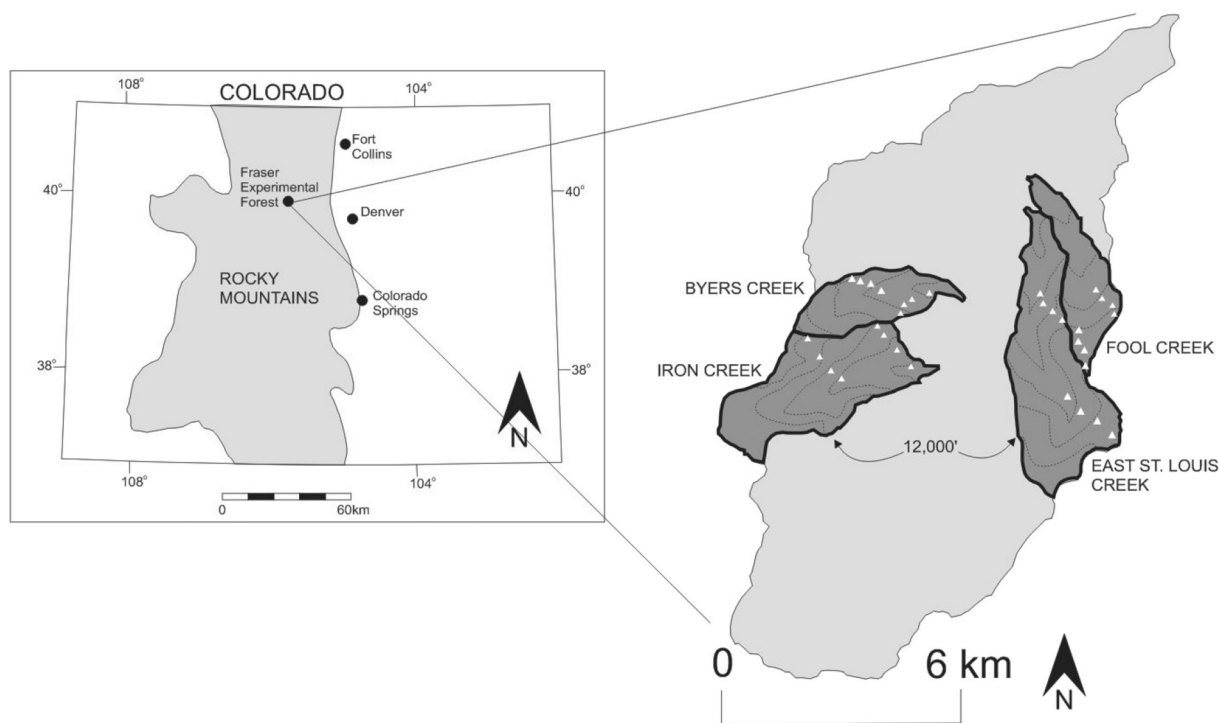 108°
COLORADO
104°
Fort
Collins
Fraser
Experimental
Forest
40°
40°
Denver
ROCKY
MOUNTAINS
Colorado
Springs
38°
38°
N
108°
104°
0
60km
BYERS CREEK
IRON CREEK
FOOL CREEK
12,000'
EAST ST. LOUIS
CREEK
0
6 km
N